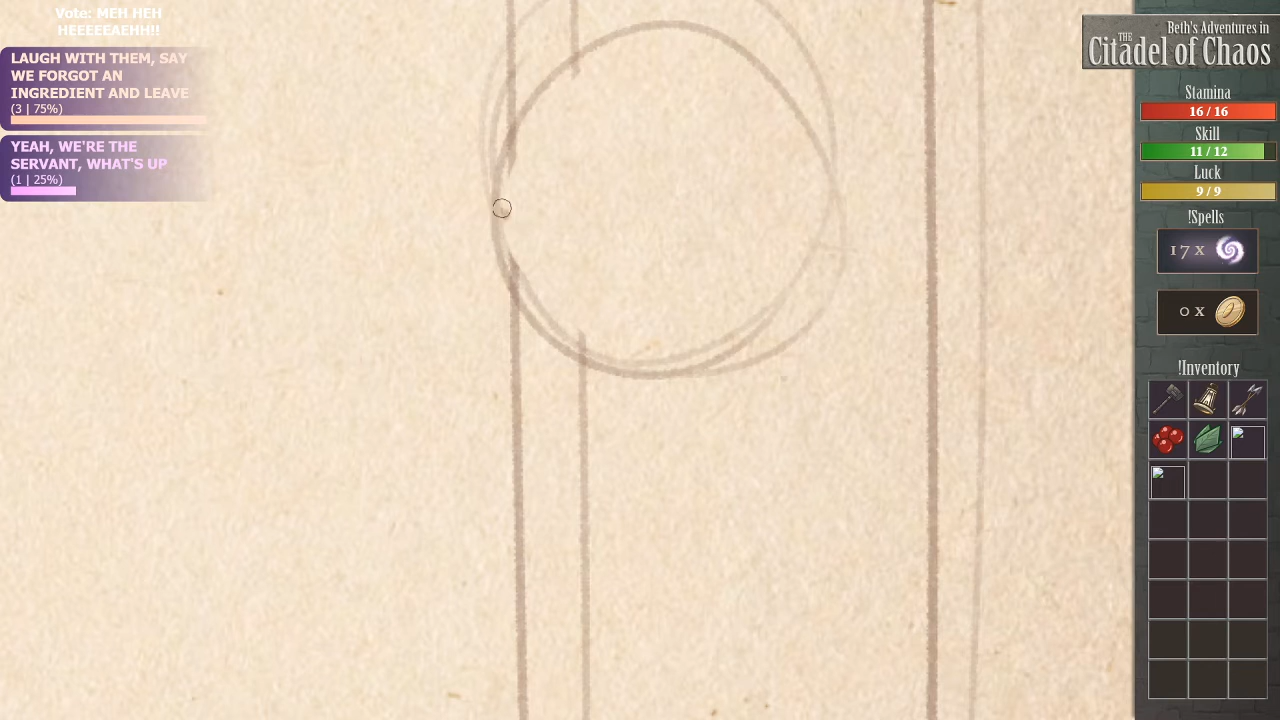 Vote: MEH HEH
HEEEEEAEHH!!
LAUGH WITH THEM, SAY
WE FORGOT AN
INGREDIENT AND LEAVE
(3 | 75%)
YEAH, WE'RE THE
SERVANT, WHAT'S UP
(1 | 25%)
Beth's Adventures in
THE
Citadel of Chaos
Stamina
16 / 16
Skill
11 / 12
Luck
9 / 9
!Spells
17 x
0 x
!Inventory